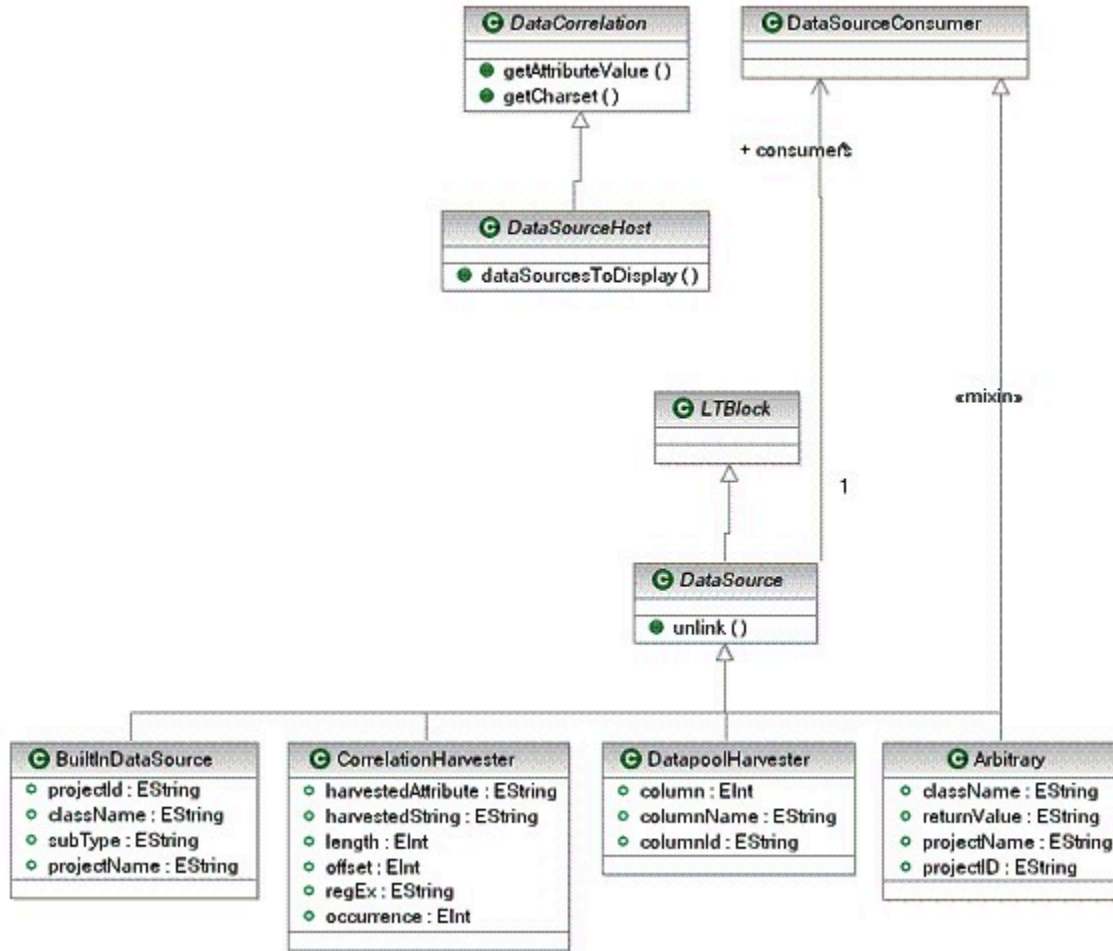 DataCorrelation
getAttributeValue ( )
getCharset ( )
DataSourceConsumer
+ consumers
*
DataSourceHost
dataSourcesToDisplay ( )
«mixin»
LTBlock
1
DataSource
unlink ( )
BuiltInDataSource
projectId : EString
className : EString
subType : EString
projectName : EString
CorrelationHarvester
harvestedAttribute : EString
harvestedString : EString
length : EInt
offset : EInt
regEx : EString
occurrence : EInt
DatapoolHarvester
column : EInt
columnName : EString
columnId : EString
Arbitrary
className : EString
returnValue : EString
projectName : EString
projectID : EString